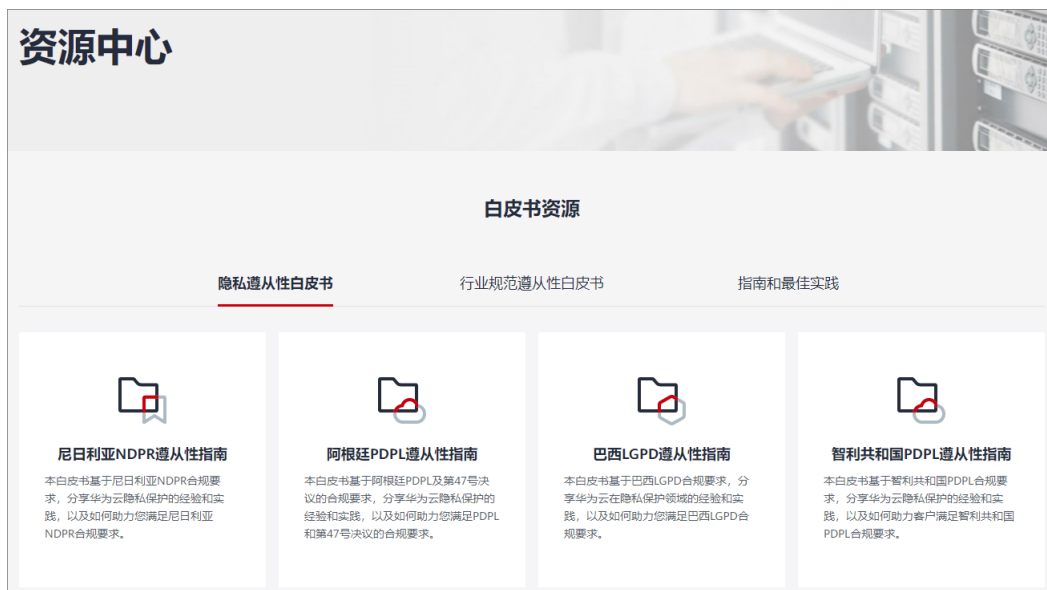 资源中心
白皮书资源
隐私遵从性白皮书
行业规范遵从性白皮书
指南和最佳实践
尼日利亚NDPR遵从性指南
本白皮书基于尼日利亚NDPR合规要
求，分享华为云隐私保护的经验和实
践，以及如何助力您满足尼日利亚
NDPR合规要求。
阿根廷PDPL遵从性指南
本白皮书基于阿根廷PDPL及第47号决
议的合规要求，分享华为云隐私保护的
经验和实践，以及如何助力您满足PDPL
和第47号决议的合规要求。
巴西LGPD遵从性指南
本白皮书基于巴西LGPD合规要求，分
享华为云在隐私保护领域的经验和实
践，以及如何助力您满足巴西LGPD合
规要求。
智利共和国PDPL遵从性指南
本白皮书基于智利共和国PDPL合规要
求，分享华为云隐私保护的经验和实
践，以及如何助力客户满足智利共和国
PDPL合规要求。